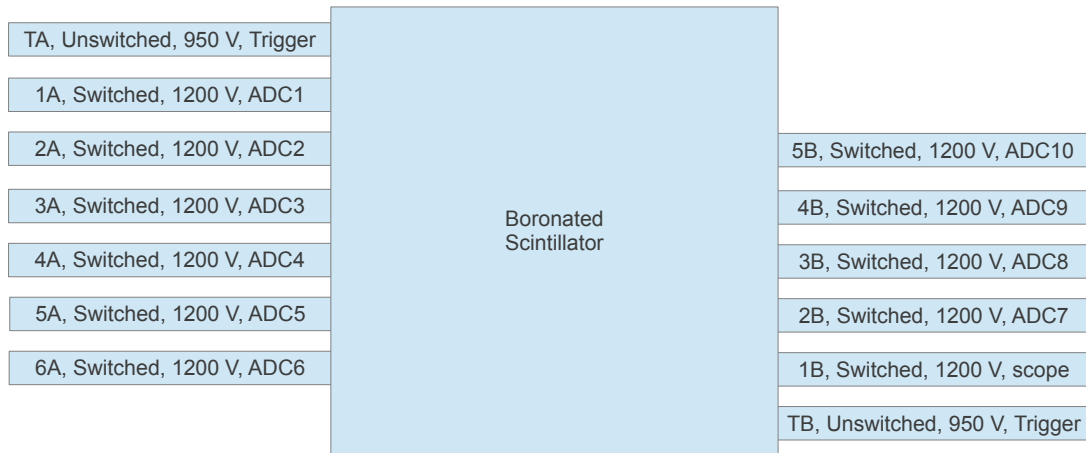 TA, Unswitched, 950 V, Trigger
1A, Switched, 1200 V, ADC1
2A, Switched, 1200 V, ADC2
3A, Switched, 1200 V, ADC3
4A, Switched, 1200 V, ADC4
5A, Switched, 1200 V, ADC5
6A, Switched, 1200 V, ADC6
Boronated
Scintillator
5B, Switched, 1200 V, ADC10
4B, Switched, 1200 V, ADC9
3B, Switched, 1200 V, ADC8
2B, Switched, 1200 V, ADC7
1B, Switched, 1200 V, scope
TB, Unswitched, 950 V, Trigger